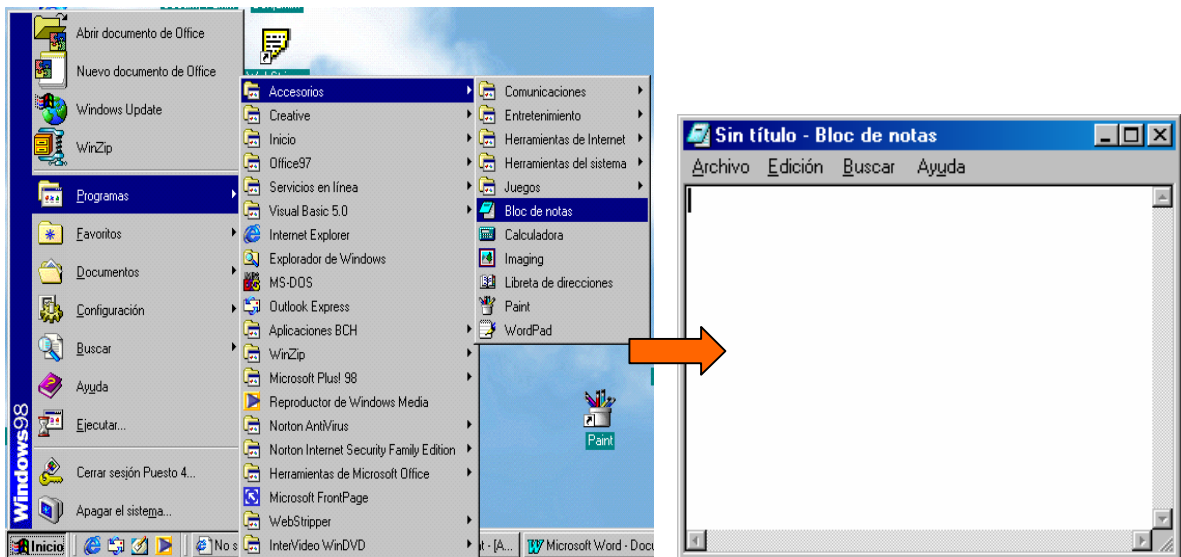 Abrir documento de Office
Nuevo documento de Office
Windows Update
WinZip
Programas
Favoritos
Documentos
Configuración
Buscar
Ayuda
Ejecutar...
Cerrar sesjón Puesto 4...
Apagar el sistema...
Windows98
Accesorios
Creative
Inicio
Office97
Servicios en línea
Visual Basic 5.0
Internet Explorer
Explorador de Windows
MS-DOS
Outlook Express
Aplicaciones BCH
WinZip
Microsoft Plus! 98
Reproductor de Windows Media
Norton AntiVirus
Norton Internet Security Family Edition
Herramientas de Microsoft Office
Microsoft FrontPage
WebStripper
InterVideo WinDVD
Comunicaciones
Entretenimiento
Herramientas de Internet
Herramientas del sistema
Juegos
Bloc de notas
Calculadora
Imaging
Libreta de direcciones
Paint
WordPad
Paint
Inicio
No s
t - [A...
Microsoft Word - Docu
Sin título - Bloc de notas
Archivo Edición Buscar Ayuda